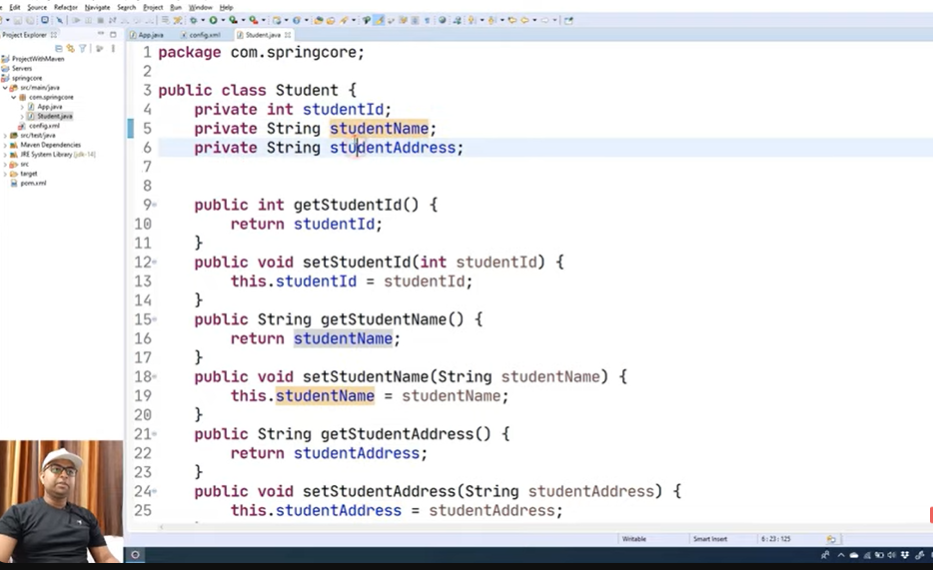 Edit Source Refactor Navigate Search Project Run Window Help
Project Explorer
App.java config.xml Student.java
ProjectWithMaven
Servers
springcore
src/main/java
com.springcore
App.java
Student.java
config.xml
src/test/java
Maven Dependencies
JRE System Library [jdk-14]
src
target
pom.xml
1 package com.springcore;
2
3 public class Student {
4 private int studentId;
5 private String studentName;
6 private String studentAddress;
7
8
9 public int getStudentId() {
10 return studentId;
11 }
12 public void setStudentId(int studentId) {
13 this.studentId = studentId;
14 }
15 public String getStudentName() {
16 return studentName;
17 }
18 public void setStudentName(String studentName) {
19 this.studentName = studentName;
20 }
21 public String getStudentAddress() {
22 return studentAddress;
23 }
24 public void setStudentAddress(String studentAddress) {
25 this.studentAddress = studentAddress;
Writable Smart Insert 6 : 23 : 125